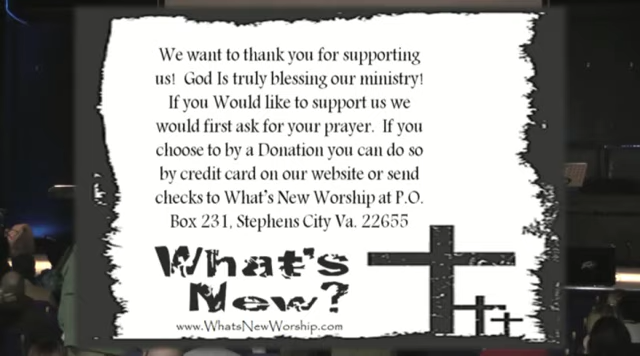 We want to thank you for supporting
us! God Is truly blessing our ministry!
If you Would like to support us we
would first ask for your prayer. If you
choose to by a Donation you can do so
by credit card on our website or send
checks to What's New Worship at P.O.
Box 231, Stephens City Va. 22655
What's
New?
www.WhatsNewWorship.com